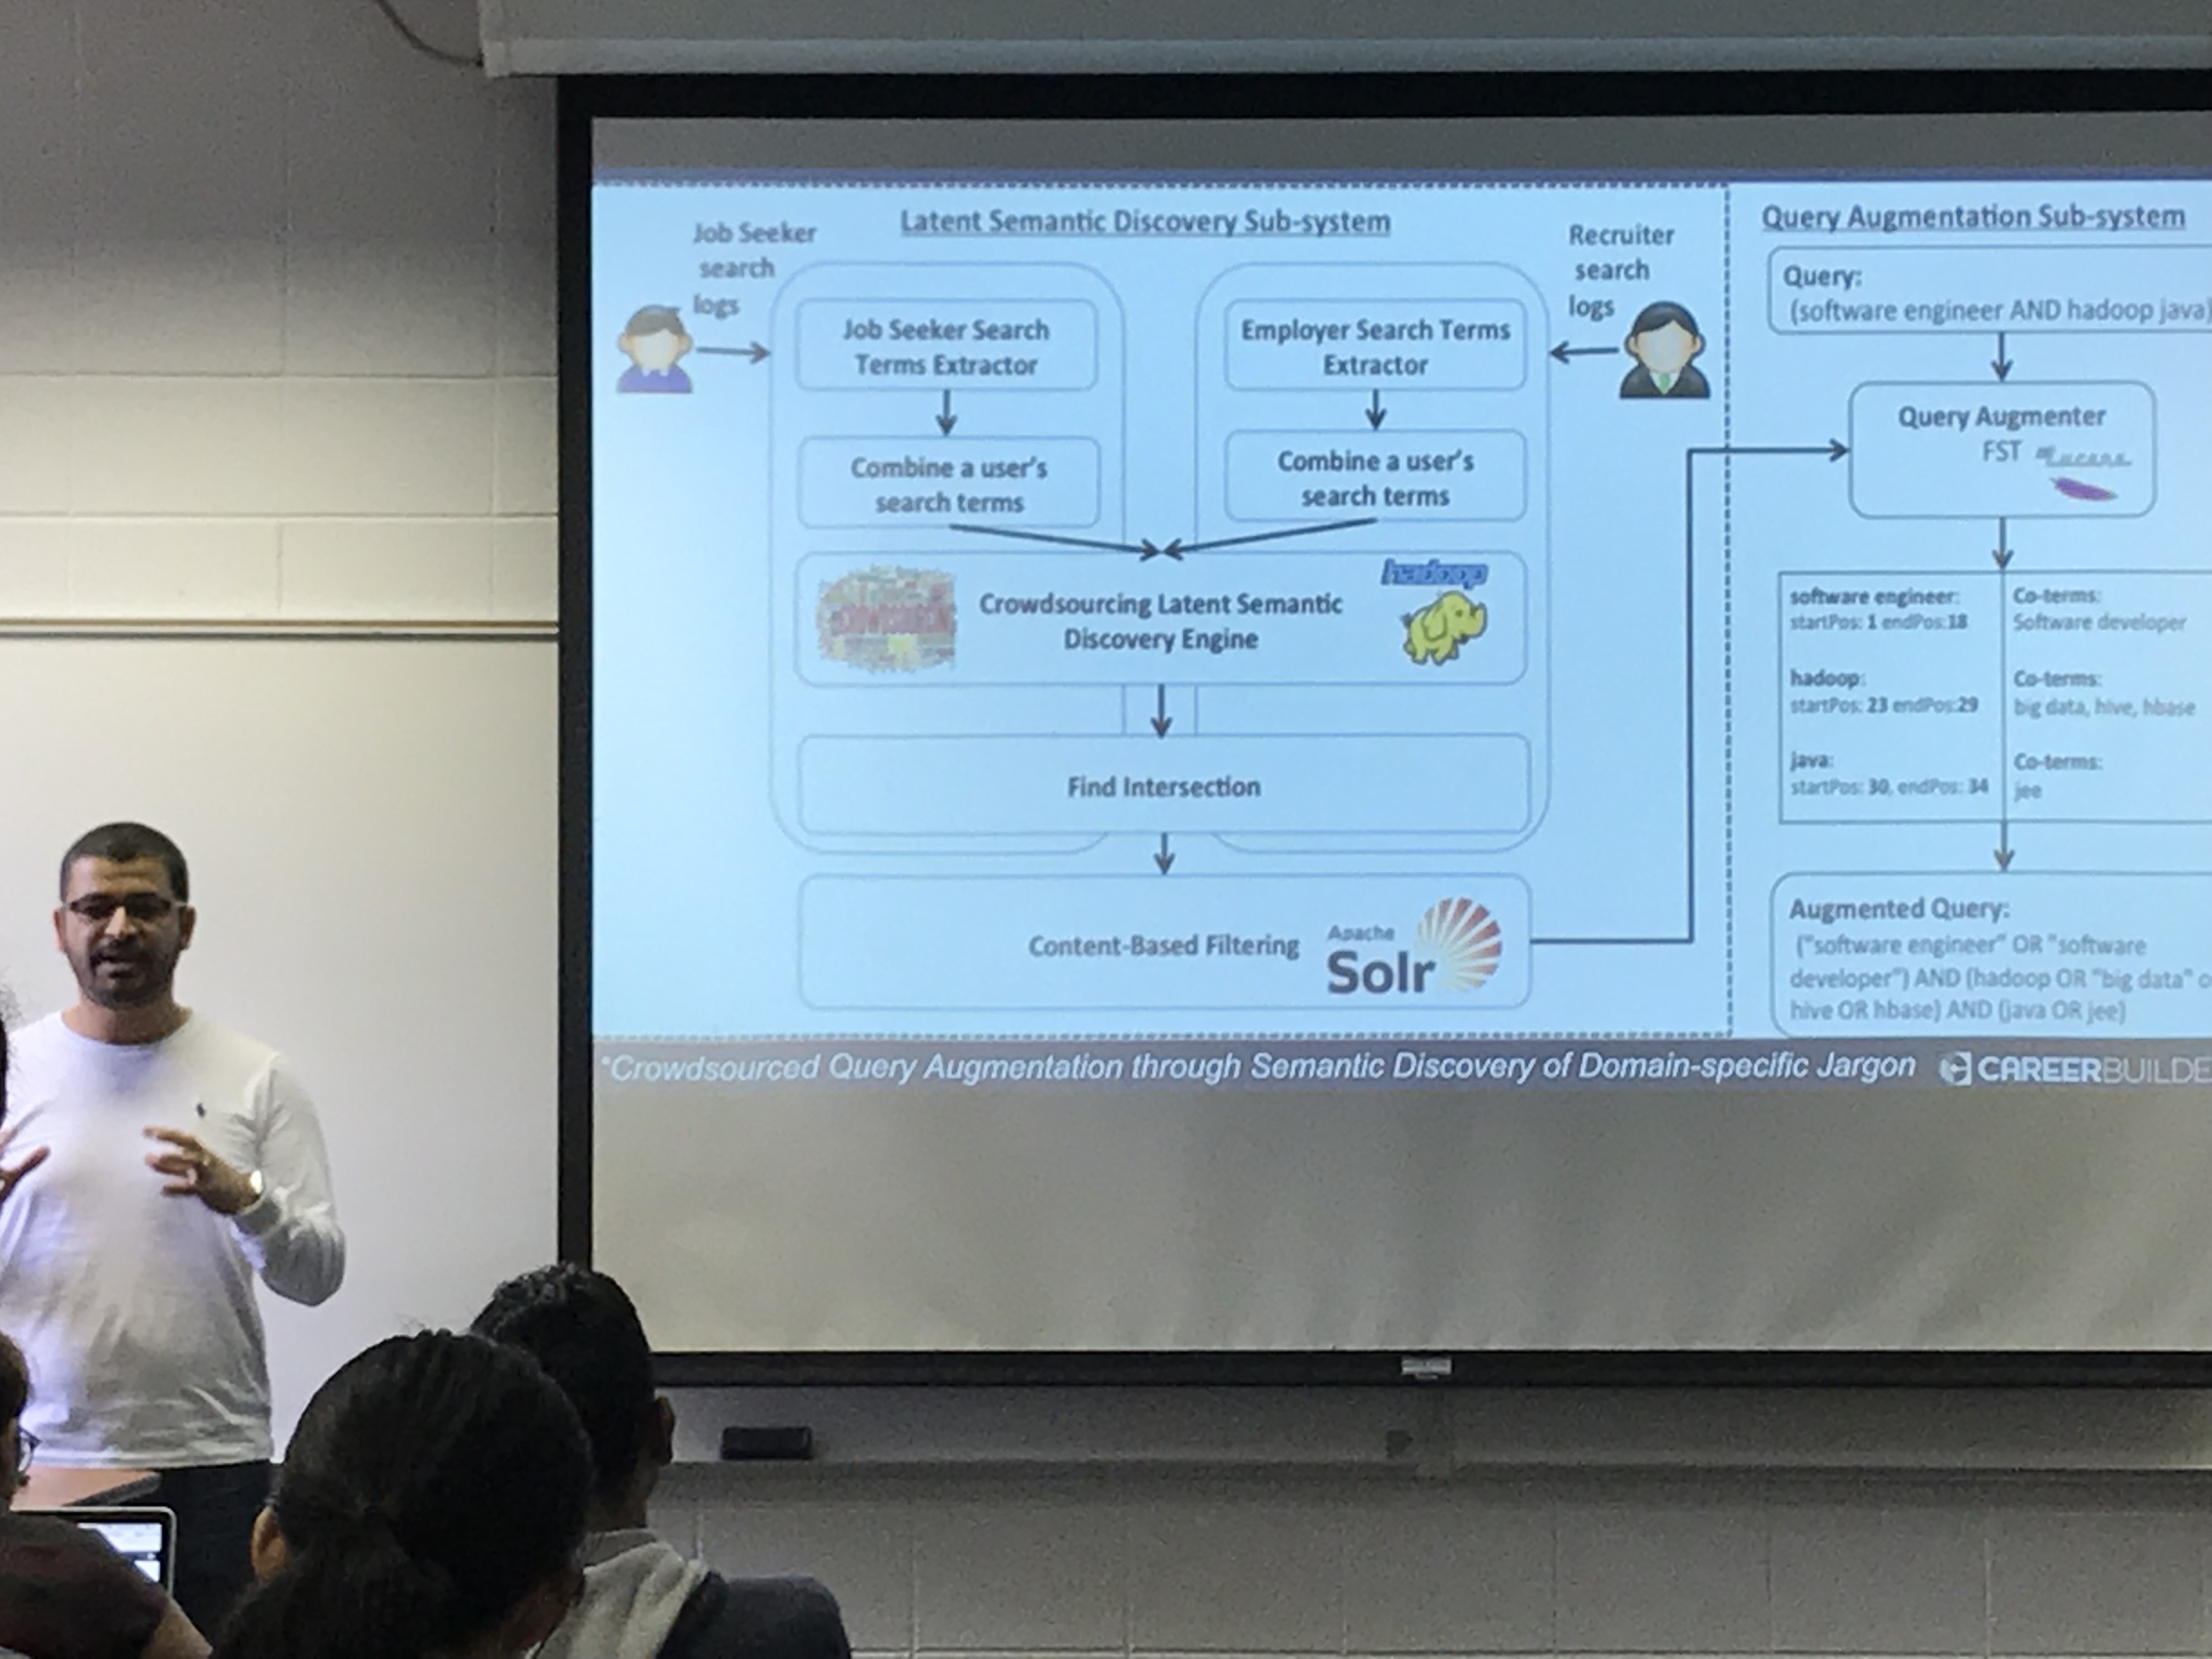 Latent Semantic Discovery Sub-system
Job Seeker
search
logs
Recruiter
search
logs
Job Seeker Search
Terms Extractor
Employer Search Terms
Extractor
Combine a user's
search terms
Combine a user's
search terms
Crowdsourcing Latent Semantic
Discovery Engine
hadoop
Find Intersection
Content-Based Filtering
Apache
Solr
Query Augmentation Sub-system
Query:
(software engineer AND hadoop java)
Query Augmenter
FST Lucene
software engineer:
startPos: 1 endPos:18
Co-terms:
Software developer
hadoop:
startPos: 23 endPos:29
Co-terms:
big data, hive, hbase
java:
startPos: 30, endPos: 34
Co-terms:
jee
Augmented Query:
("software engineer" OR "software
developer") AND (hadoop OR "big data" o
hive OR hbase) AND (java OR jee)
*Crowdsourced Query Augmentation through Semantic Discovery of Domain-specific Jargon
CAREERBUILDE